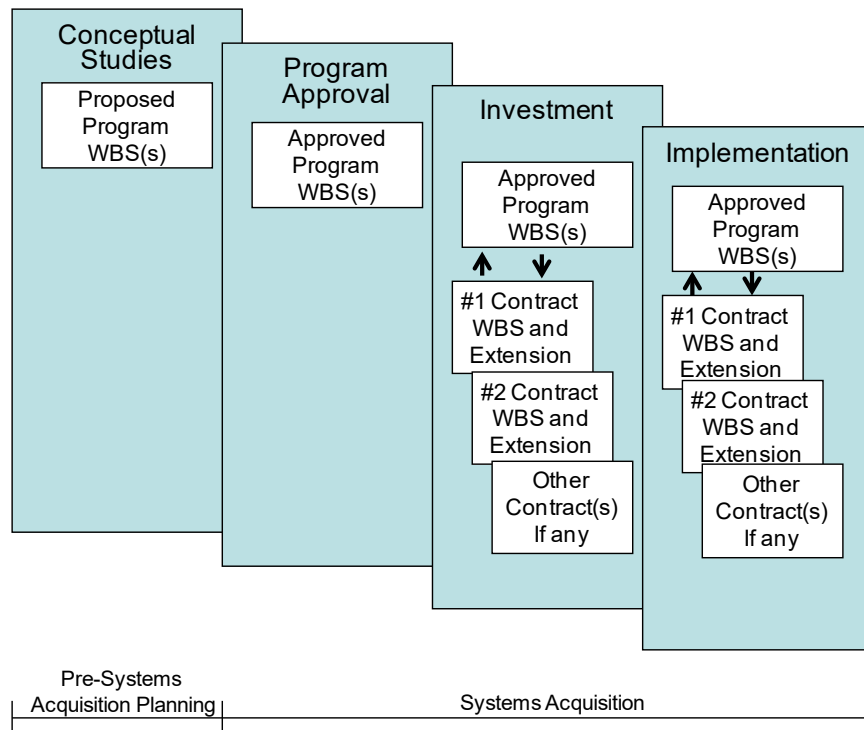 Conceptual
Studies
Proposed
Program
WBS(s)
Program
Approval
Approved
Program
WBS(s)
Investment
Approved
Program
WBS(s)
#1 Contract
WBS and
Extension
#2 Contract
WBS and
Extension
Other
Contract(s)
If any
Implementation
Approved
Program
WBS(s)
#1 Contract
WBS and
Extension
#2 Contract
WBS and
Extension
Other
Contract(s)
If any
Pre-Systems
Acquisition Planning
Systems Acquisition